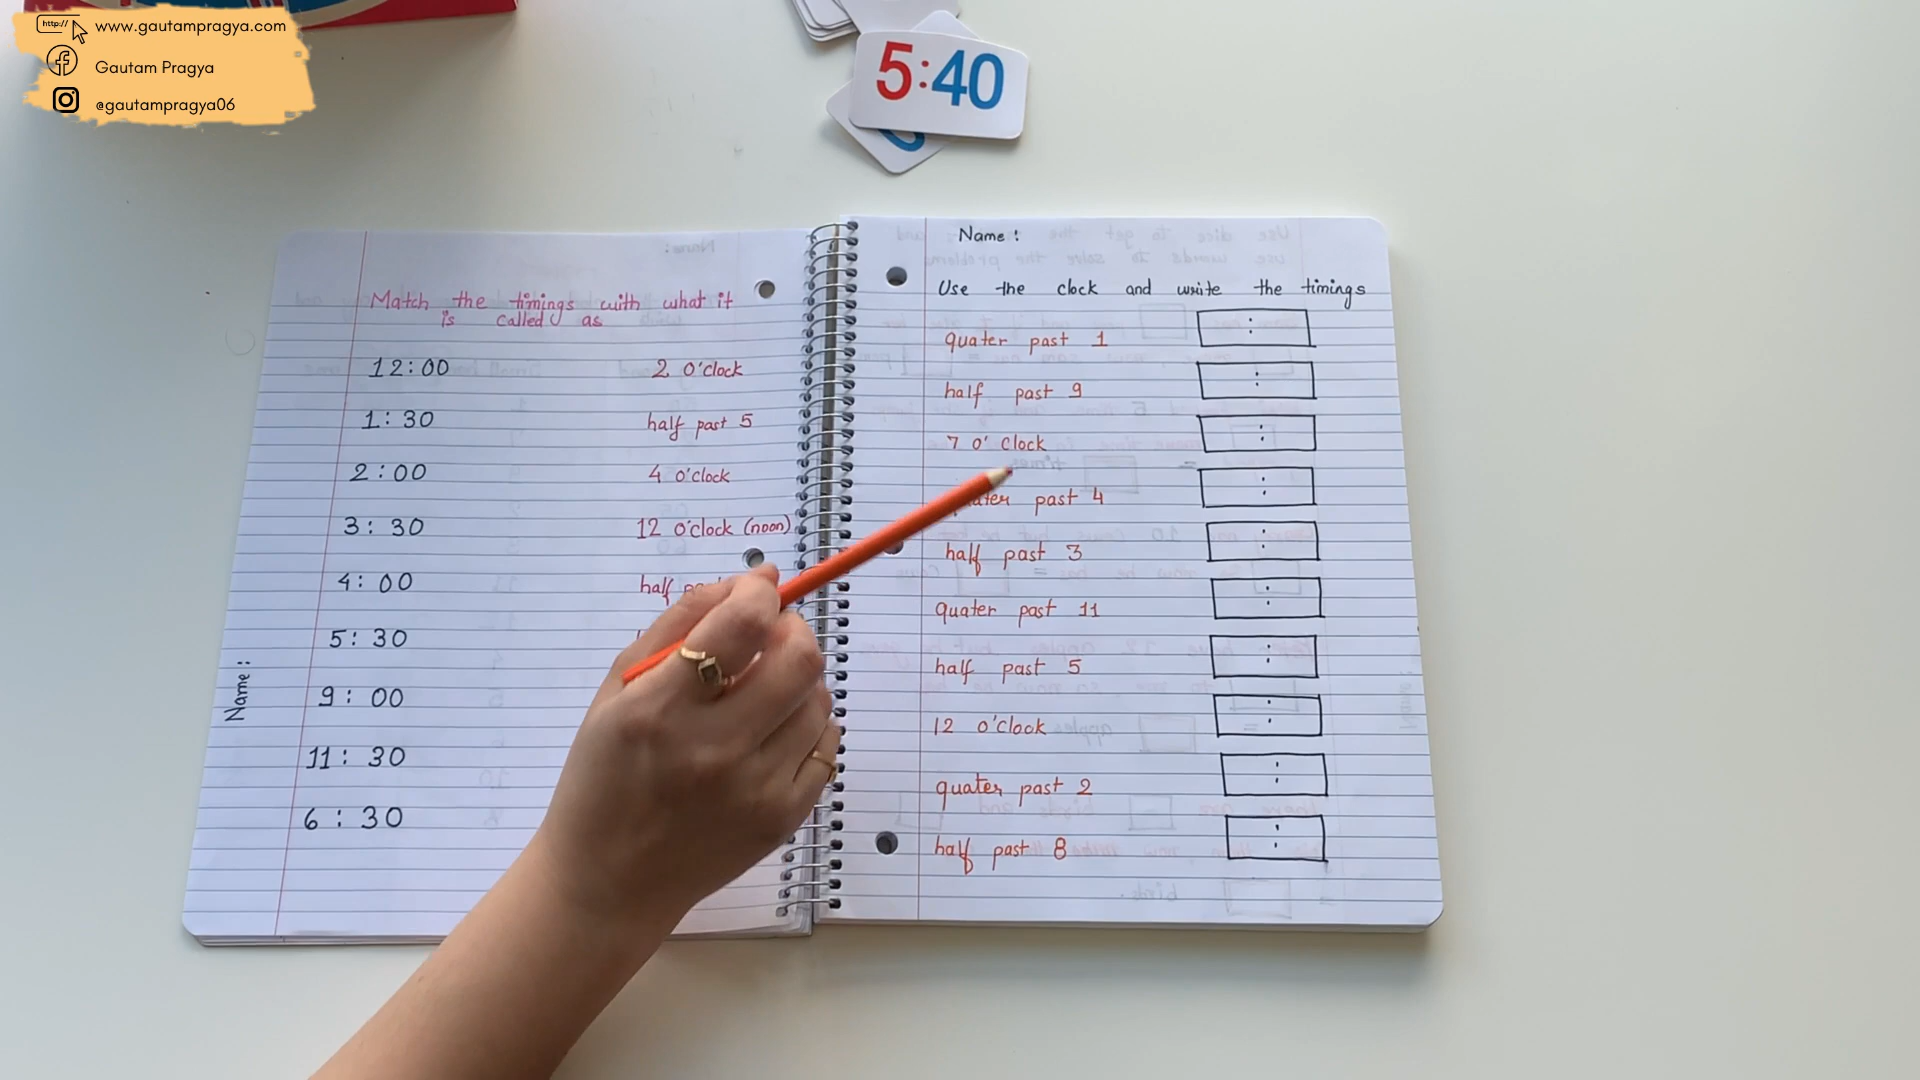 http://
www.gautampragya.com
Gautam Pragya
@gautampragya06
5:40
Match the timings with what it
is called as
12:00 2 o'clock
1:30 half past 5
2:00 4 o'clock
3:30 12 o'clock (noon)
4:00 half
5:30
9:00
11:30
6:30
Name:
Name:
Use the clock and write the timings
quater past 1 :
half past 9 :
7 o'clock :
past 4 :
half past 3 :
quater past 11 :
half past 5 :
12 o'clock :
quater past 2 :
half past 8 :